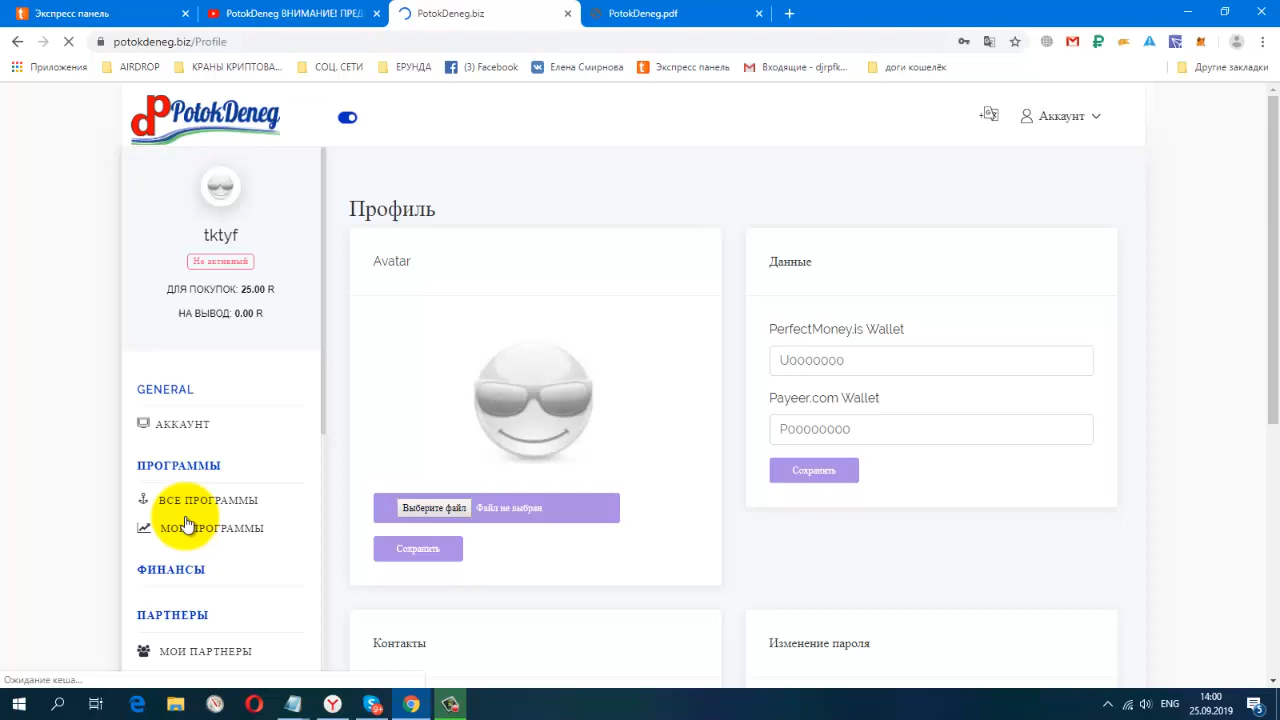 Экспресс панель
PotokDeneg ВНИМАНИЕ! ПРЕД
PotokDeneg.biz
PotokDeneg.pdf
potokdeneg.biz/Profile
Приложения
AIRDROP
КРАНЫ КРИПТОВА...
СОЦ. СЕТИ
ЕРУНДА
(3) Facebook
Елена Смирнова
Экспресс панель
Входящие - djrpfk...
доги кошелёк
Другие закладки
PotokDeneg
Аккаунт
tktyf
Не активный
ДЛЯ ПОКУПОК: 25.00 R
НА ВЫВОД: 0.00 R
GENERAL
АККАУНТ
ПРОГРАММЫ
ВСЕ ПРОГРАММЫ
МОИ ПРОГРАММЫ
ФИНАНСЫ
ПАРТНЕРЫ
МОИ ПАРТНЕРЫ
Профиль
Avatar
Выберите файл Файл не выбран
Сохранить
Данные
PerfectMoney.is Wallet
U0000000
Payeer.com Wallet
P00000000
Сохранить
Контакты
Изменение пароля
Ожидание кеша...
ENG
14:00
25.09.2019
5